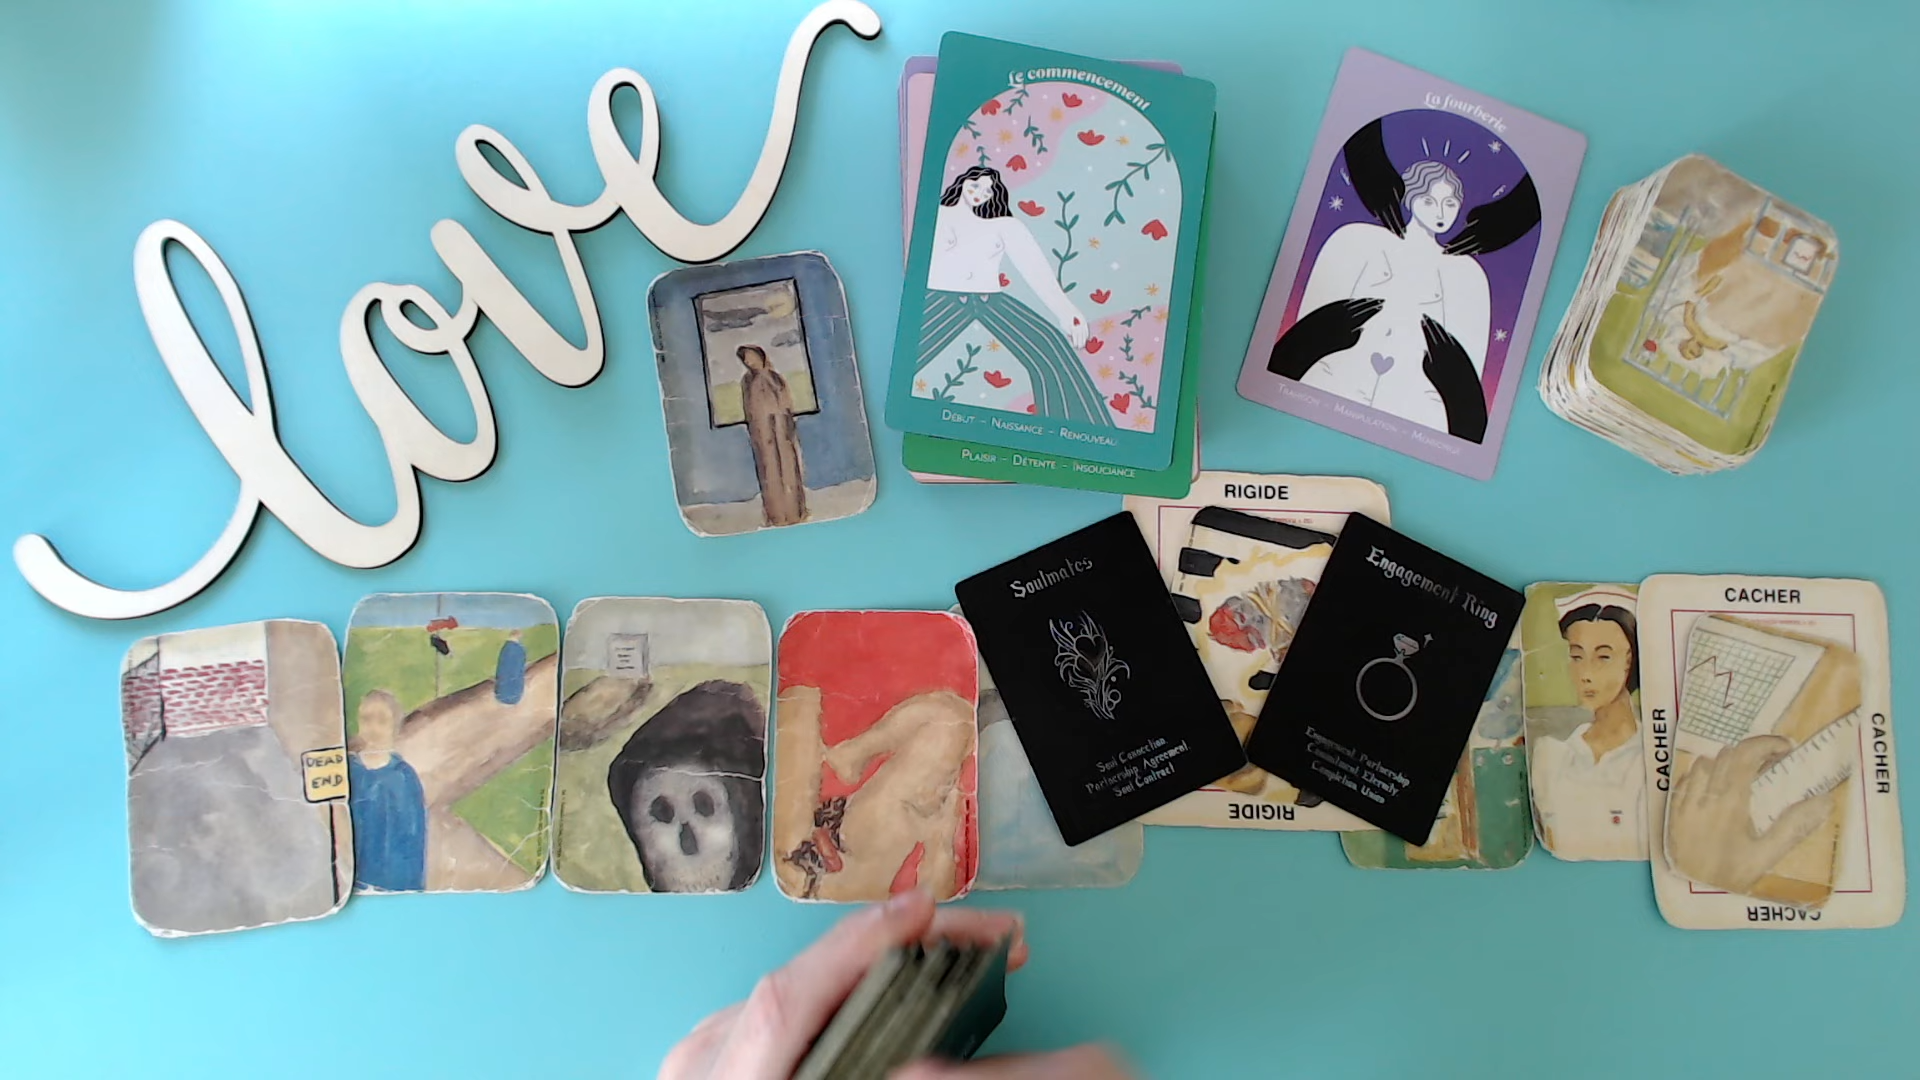 love
Le commencement
DÉBUT – NAISSANCE – RENOUVEAU
PLAISIR – DÉTENTE – INSOUCIANCE
La fourberie
TRAHISON – MANIPULATION – MENSONGE
RIGIDE
RIGIDE
Soulmates
Soul Connection
Partnership Agreement
Soul Contract
Engagement Ring
Engagement, Partnership
Commitment, Eternity,
Completion, Union
DEAD
END
CACHER
CACHER
CACHER
CACHER